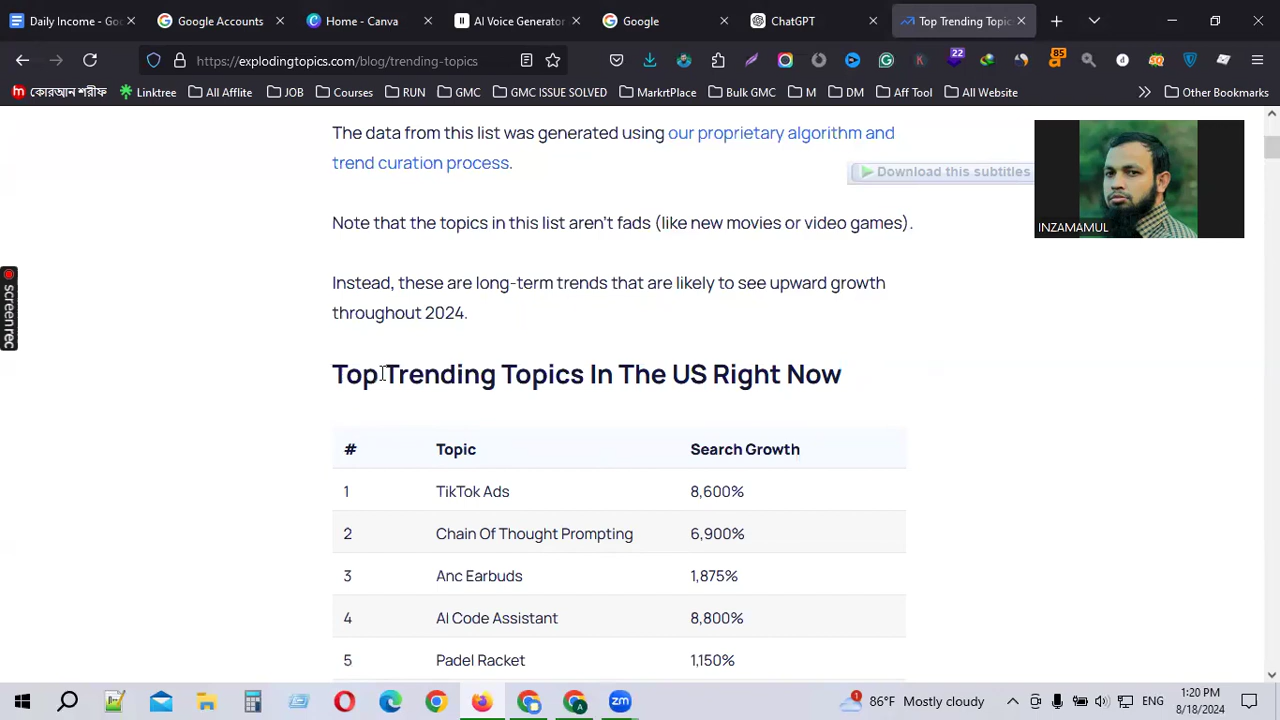 Daily Income - Goo
Google Accounts
Home - Canva
AI Voice Generator
Google
ChatGPT
Top Trending Topic
https://explodingtopics.com/blog/trending-topics
22
85
কোরআন শরীফ
Linktree
All Afflite
JOB
Courses
RUN
GMC
GMC ISSUE SOLVED
MarkrtPlace
Bulk GMC
M
DM
Aff Tool
All Website
Other Bookmarks
The data from this list was generated using our proprietary algorithm and
trend curation process.
Download this subtitles
Note that the topics in this list aren't fads (like new movies or video games).
INZAMAMUL
Instead, these are long-term trends that are likely to see upward growth
throughout 2024.
screen rec
Top Trending Topics In The US Right Now
# Topic Search Growth
1 TikTok Ads 8,600%
2 Chain Of Thought Prompting 6,900%
3 Anc Earbuds 1,875%
4 AI Code Assistant 8,800%
5 Padel Racket 1,150%
zm
86°F Mostly cloudy
ENG
1:20 PM
8/18/2024